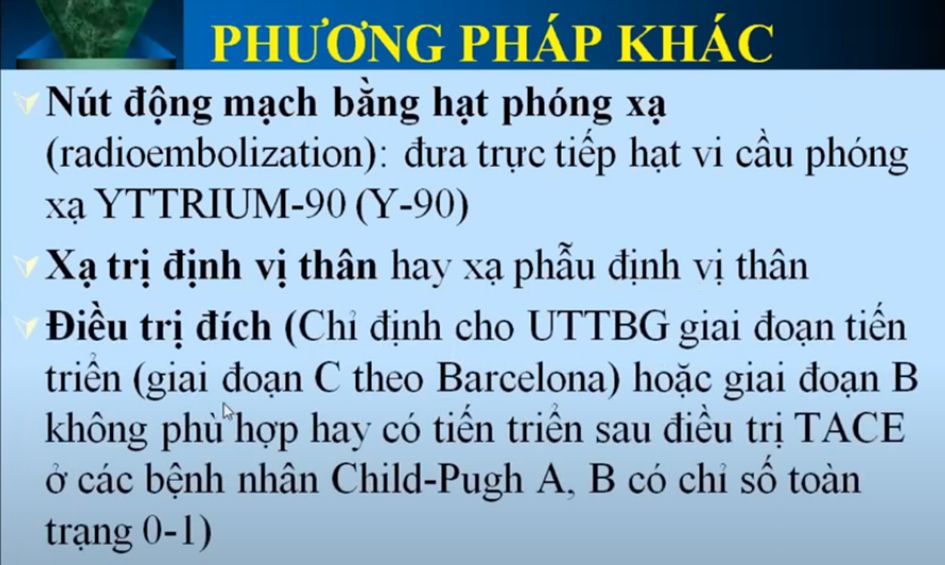 PHƯƠNG PHÁP KHÁC
Nút động mạch bằng hạt phóng xạ
(radioembolization): đưa trực tiếp hạt vi cầu phóng
xạ YTTRIUM-90 (Y-90)
Xạ trị định vị thân hay xạ phẫu định vị thân
Điều trị đích (Chỉ định cho UTTBG giai đoạn tiến
triển (giai đoạn C theo Barcelona) hoặc giai đoạn B
không phù hợp hay có tiến triển sau điều trị TACE
ở các bệnh nhân Child-Pugh A, B có chỉ số toàn
trạng 0-1)